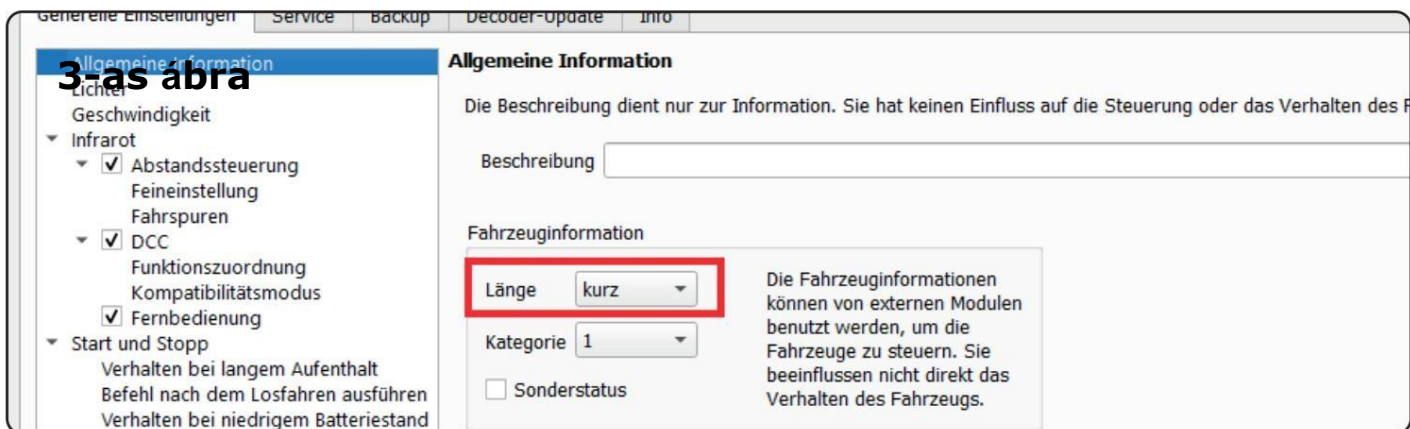 Generelle Einstellungen Service Backup Decoder-Update Info
Allgemeine Information
3-as ábra
Lichter
Geschwindigkeit
Infrarot
Abstandssteuerung
Feineinstellung
Fahrspuren
DCC
Funktionszuordnung
Kompatibilitätsmodus
Fernbedienung
Start und Stopp
Verhalten bei langem Aufenthalt
Befehl nach dem Losfahren ausführen
Verhalten bei niedrigem Batteriestand
Allgemeine Information
Die Beschreibung dient nur zur Information. Sie hat keinen Einfluss auf die Steuerung oder das Verhalten des
Beschreibung
Fahrzeuginformation
Länge kurz
Kategorie 1
Sonderstatus
Die Fahrzeuginformationen
können von externen Modulen
benutzt werden, um die
Fahrzeuge zu steuern. Sie
beeinflussen nicht direkt das
Verhalten des Fahrzeugs.